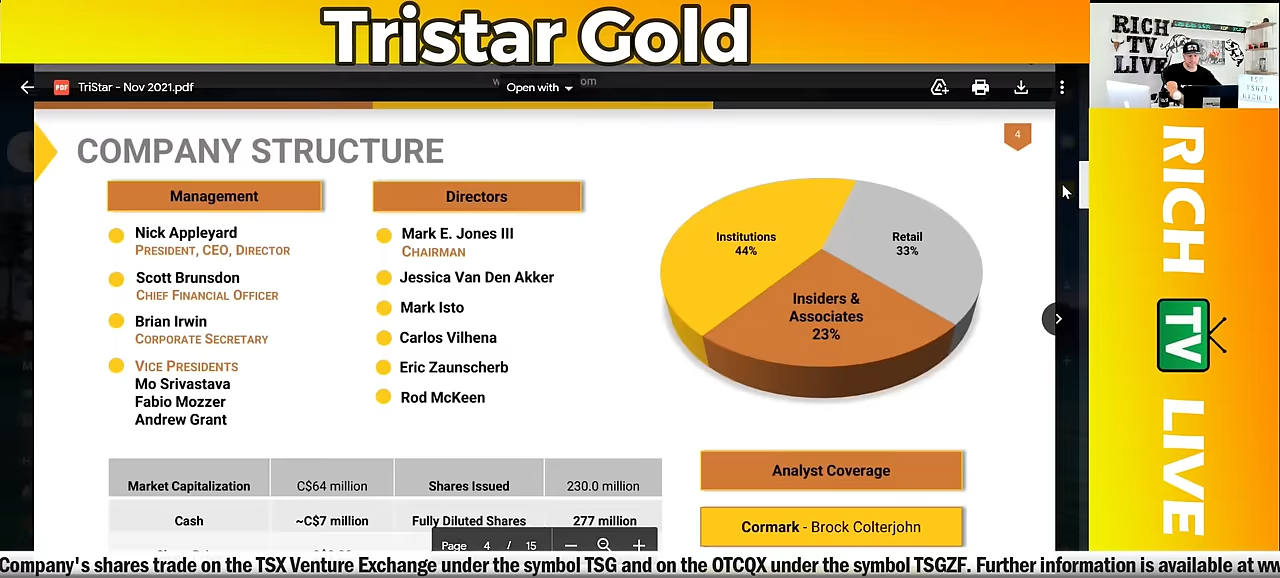 Tristar Gold
RICH
TV
LIVE
TSG
TSGZF
RICH TV
TriStar - Nov 2021.pdf
Open with
om
4
COMPANY STRUCTURE
Management
Nick Appleyard
PRESIDENT, CEO, DIRECTOR
Scott Brunsdon
CHIEF FINANCIAL OFFICER
Brian Irwin
CORPORATE SECRETARY
VICE PRESIDENTS
Mo Srivastava
Fabio Mozzer
Andrew Grant
Directors
Mark E. Jones III
CHAIRMAN
Jessica Van Den Akker
Mark Isto
Carlos Vilhena
Eric Zaunscherb
Rod McKeen
Institutions
44%
Retail
33%
Insiders &
Associates
23%
Market Capitalization C$64 million Shares Issued 230.0 million
Cash ~C$7 million Fully Diluted Shares 277 million
Analyst Coverage
Cormark - Brock Colterjohn
Page 4 / 15
RICH TV LIVE
Company's shares trade on the TSX Venture Exchange under the symbol TSG and on the OTCQX under the symbol TSGZF. Further information is available at